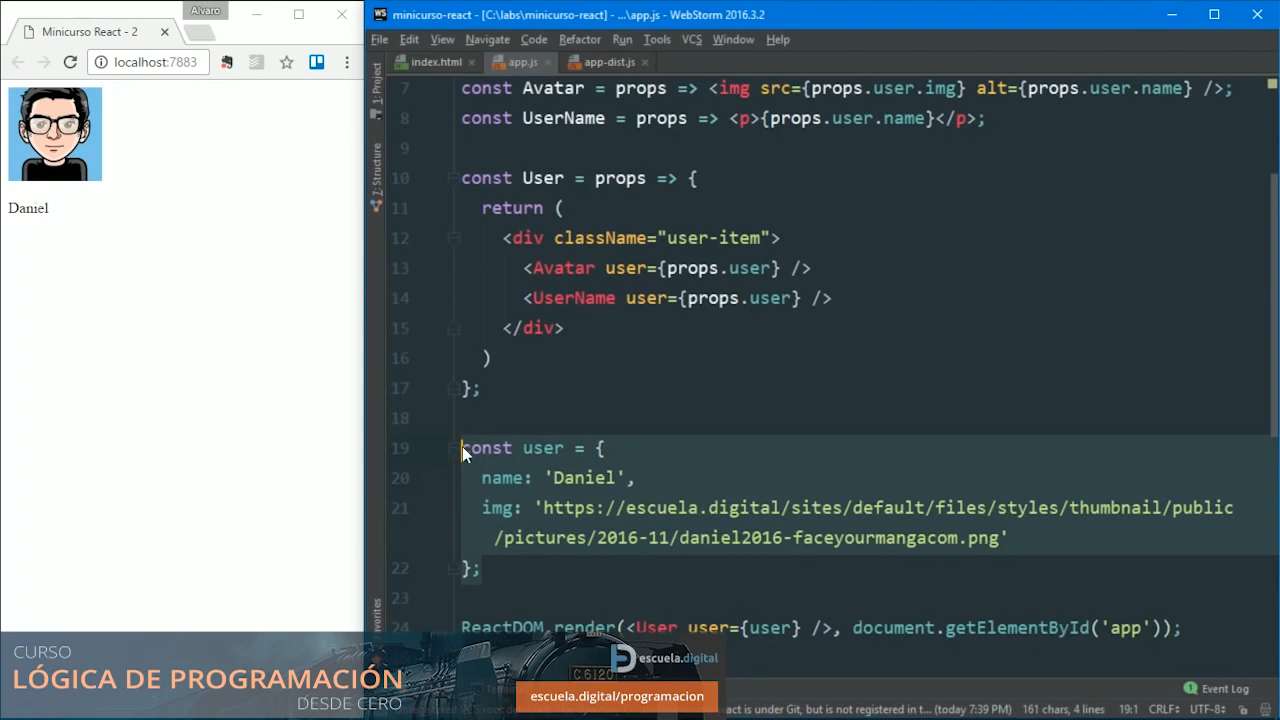 Alvaro
Minicurso React - 2
localhost:7883
Daniel
WS minicurso-react - [C:\labs\minicurso-react] - ...\app.js - WebStorm 2016.3.2
File Edit View Navigate Code Refactor Run Tools VCS Window Help
index.html app.js app-dist.js
1: Project
7: Structure
7 const Avatar = props => <img src={props.user.img} alt={props.user.name} />;
8 const UserName = props => <p>{props.user.name}</p>;
9
10 const User = props => {
11 return (
12 <div className="user-item">
13 <Avatar user={props.user} />
14 <UserName user={props.user} />
15 </div>
16 )
17 };
18
19 const user = {
20 name: 'Daniel',
21 img: 'https://escuela.digital/sites/default/files/styles/thumbnail/public
/pictures/2016-11/daniel2016-faceyourmangacom.png'
22 };
23
24 ReactDOM.render(<User user={user} />, document.getElementById('app'));
CURSO
LÓGICA DE PROGRAMACIÓN
DESDE CERO
C 6120
escuela.digital
escuela.digital/programacion
Event Log
is under Git, but is not registered in t... (today 7:39 PM) 161 chars, 4 lines 19:1 CRLF UTF-8